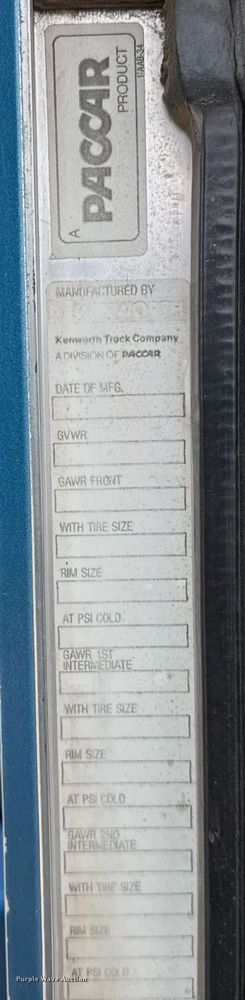 A
PACCAR
PRODUCT
MANUFACTURED BY
Kenworth Truck Company
A DIVISION OF PACCAR
DATE OF MFG.
GVWR
GAWR FRONT
WITH TIRE SIZE
RIM SIZE
AT PSI COLD
GAWR 1ST
INTERMEDIATE
WITH TIRE SIZE
RIM SIZE
AT PSI COLD
GAWR 2ND
INTERMEDIATE
WITH TIRE SIZE
RIM SIZE
AT PSI COLD
Purple Wave Auction